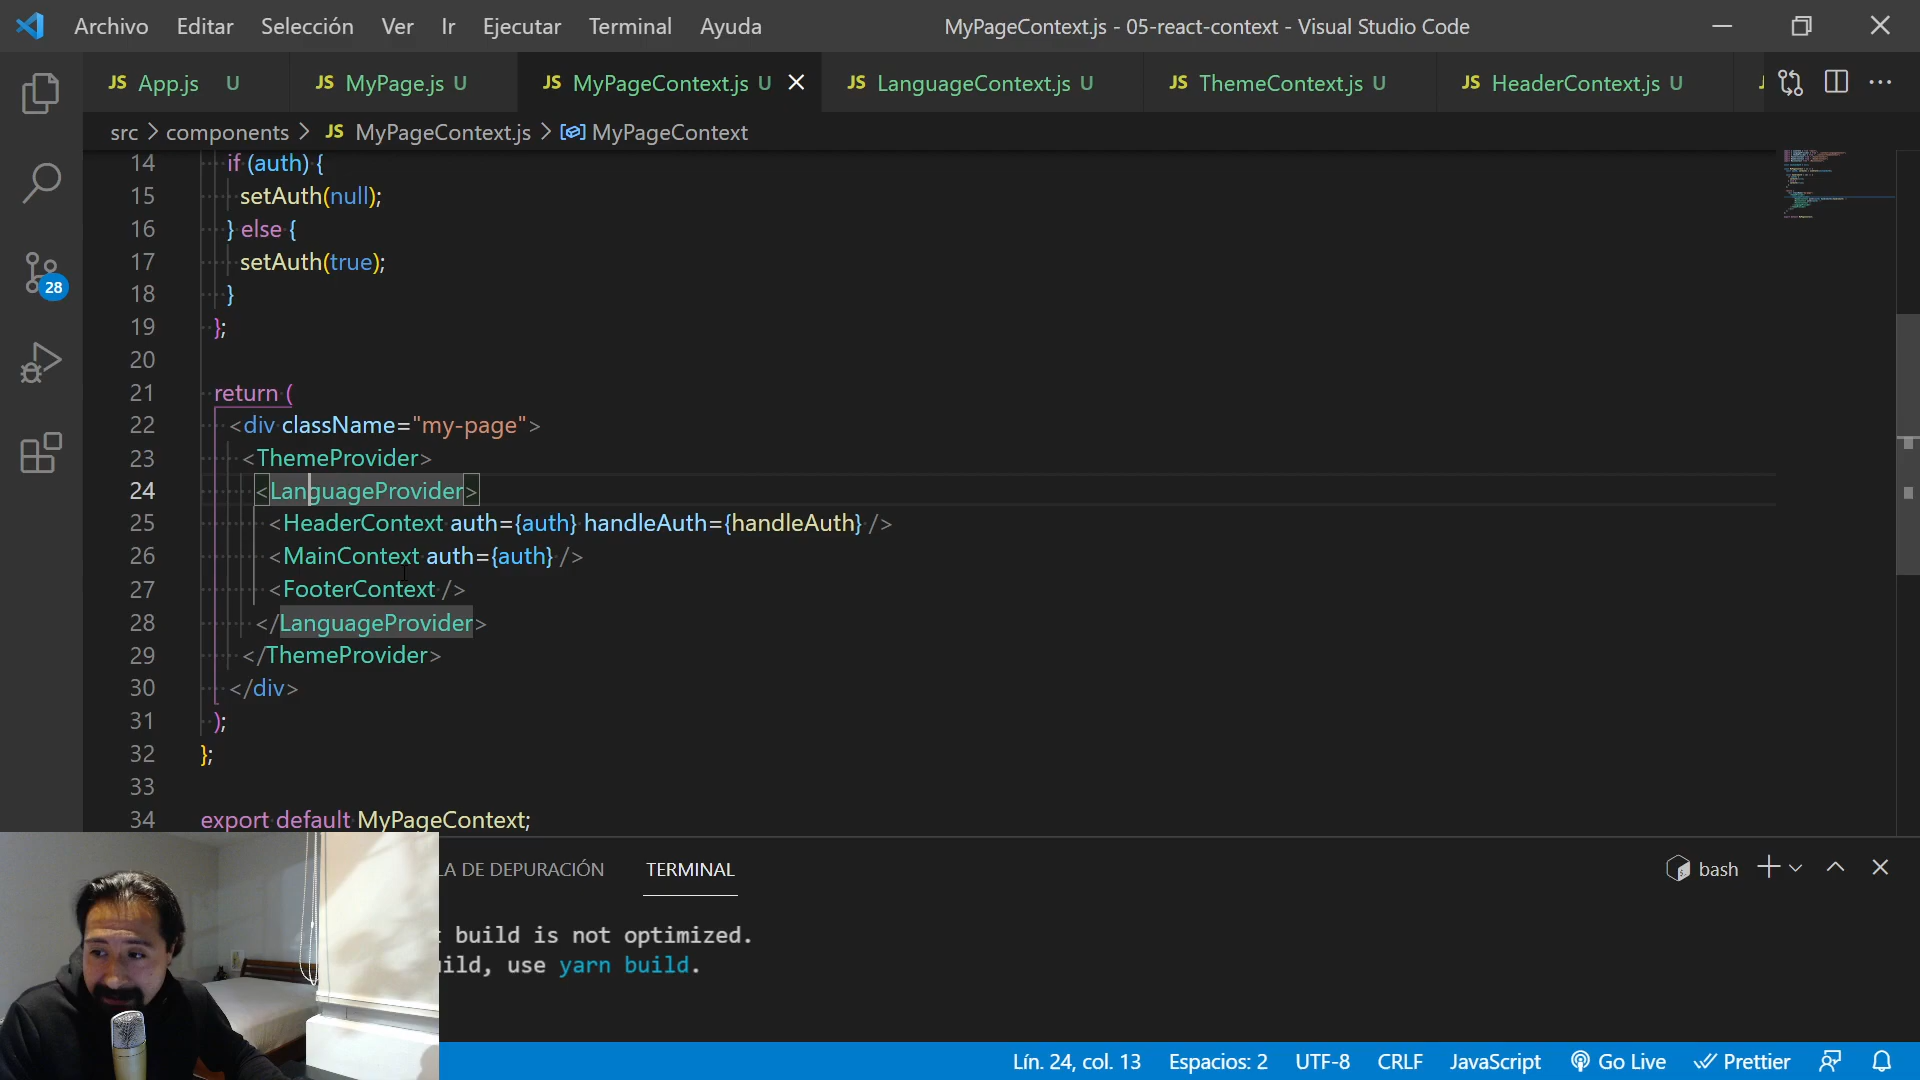 Archivo Editar Selección Ver Ir Ejecutar Terminal Ayuda MyPageContext.js - 05-react-context - Visual Studio Code
JS App.js U JS MyPage.js U JS MyPageContext.js U JS LanguageContext.js U JS ThemeContext.js U JS HeaderContext.js U
src > components > JS MyPageContext.js > MyPageContext
14 if (auth) {
15 setAuth(null);
16 } else {
17 setAuth(true);
18 }
19 };
20
21 return (
22 <div className="my-page">
23 <ThemeProvider>
24 <LanguageProvider>
25 <HeaderContext auth={auth} handleAuth={handleAuth} />
26 <MainContext auth={auth} />
27 <FooterContext />
28 </LanguageProvider>
29 </ThemeProvider>
30 </div>
31 );
32 };
33
34 export default MyPageContext;
28
LA DE DEPURACIÓN TERMINAL bash
build is not optimized.
ild, use yarn build.
Lín. 24, col. 13 Espacios: 2 UTF-8 CRLF JavaScript Go Live Prettier